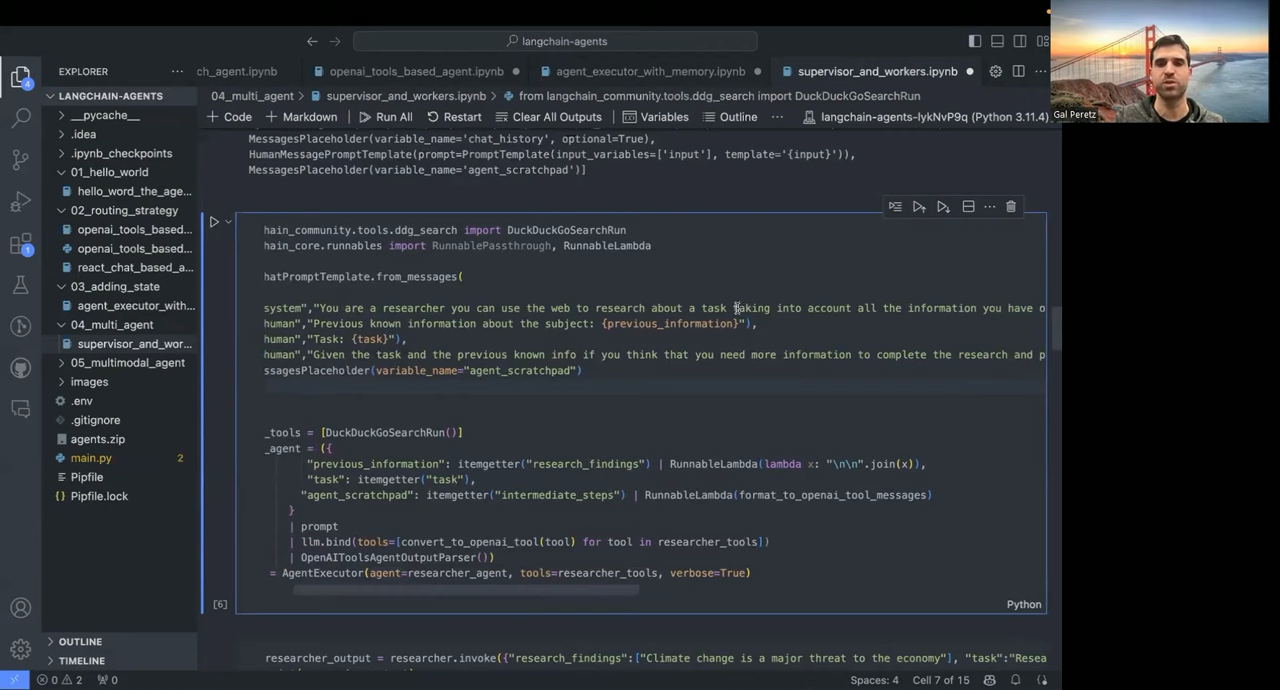 langchain-agents
EXPLORER
ch_agent.ipynb
openai_tools_based_agent.ipynb
agent_executor_with_memory.ipynb
supervisor_and_workers.ipynb
Gal Peretz
LANGCHAIN-AGENTS
04_multi_agent > supervisor_and_workers.ipynb > from langchain_community.tools.ddg_search import DuckDuckGoSearchRun
+ Code + Markdown Run All Restart Clear All Outputs Variables Outline ... langchain-agents-lykNvP9q (Python 3.11.4)
__pycache__
.idea
.ipynb_checkpoints
01_hello_world
hello_word_the_age...
02_routing_strategy
openai_tools_based...
openai_tools_based...
react_chat_based_a...
03_adding_state
agent_executor_with...
04_multi_agent
supervisor_and_wor...
05_multimodal_agent
images
.env
.gitignore
agents.zip
main.py 2
Pipfile
Pipfile.lock
OUTLINE
TIMELINE
4
1
MessagesPlaceholder(variable_name='chat_history', optional=True),
HumanMessagePromptTemplate(prompt=PromptTemplate(input_variables=['input'], template='{input}')),
MessagesPlaceholder(variable_name='agent_scratchpad')]
hain_community.tools.ddg_search import DuckDuckGoSearchRun
hain_core.runnables import RunnablePassthrough, RunnableLambda
hatPromptTemplate.from_messages(
system","You are a researcher you can use the web to research about a task taking into account all the information you have o
human","Previous known information about the subject: {previous_information}"),
human","Task: {task}"),
human","Given the task and the previous known info if you think that you need more information to complete the research and p
ssagesPlaceholder(variable_name="agent_scratchpad")
_tools = [DuckDuckGoSearchRun()]
_agent = ({
"previous_information": itemgetter("research_findings") | RunnableLambda(lambda x: "\n\n".join(x)),
"task": itemgetter("task"),
"agent_scratchpad": itemgetter("intermediate_steps") | RunnableLambda(format_to_openai_tool_messages)
}
| prompt
| llm.bind(tools=[convert_to_openai_tool(tool) for tool in researcher_tools])
| OpenAIToolsAgentOutputParser())
= AgentExecutor(agent=researcher_agent, tools=researcher_tools, verbose=True)
[6]
Python
researcher_output = researcher.invoke({"research_findings":["Climate change is a major threat to the economy"], "task":"Resea
0 2 0
Spaces: 4 Cell 7 of 15